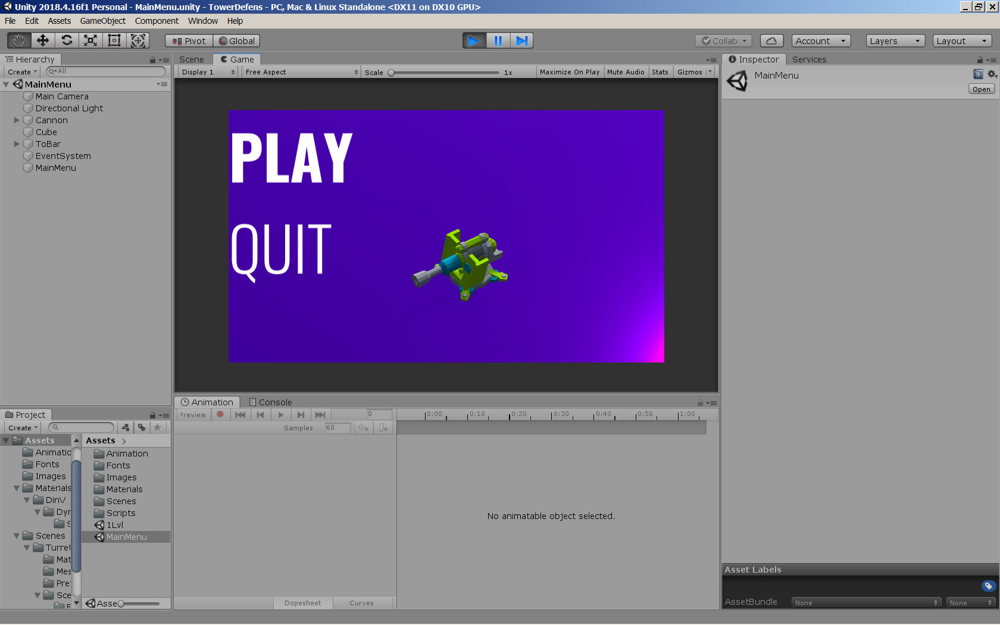 Unity 2018.4.16f1 Personal - MainMenu.unity - TowerDefens - PC, Mac & Linux Standalone <DX11 on DX10 GPU>
File Edit Assets GameObject Component Window Help
Pivot Global Collab Account Layers Layout
Hierarchy
Create All
MainMenu
Main Camera
Directional Light
Cannon
Cube
ToBar
EventSystem
MainMenu
Scene Game
Display 1 Free Aspect Scale 1x Maximize On Play Mute Audio Stats Gizmos
PLAY
QUIT
Inspector Services
MainMenu
Open
Project
Create
Assets
Animatio
Fonts
Images
Materials
Din\/
Dyr
S
Scenes
Turret
Mat
Mes
Pre
Sce
Assets
Animation
Fonts
Images
Materials
Scenes
Scripts
1Lvl
MainMenu
Asse
Animation Console
Preview 0 0:00 0:10 0:20 0:30 0:40 0:50 1:00
Samples 60
No animatable object selected.
Dopesheet Curves
Asset Labels
AssetBundle None None